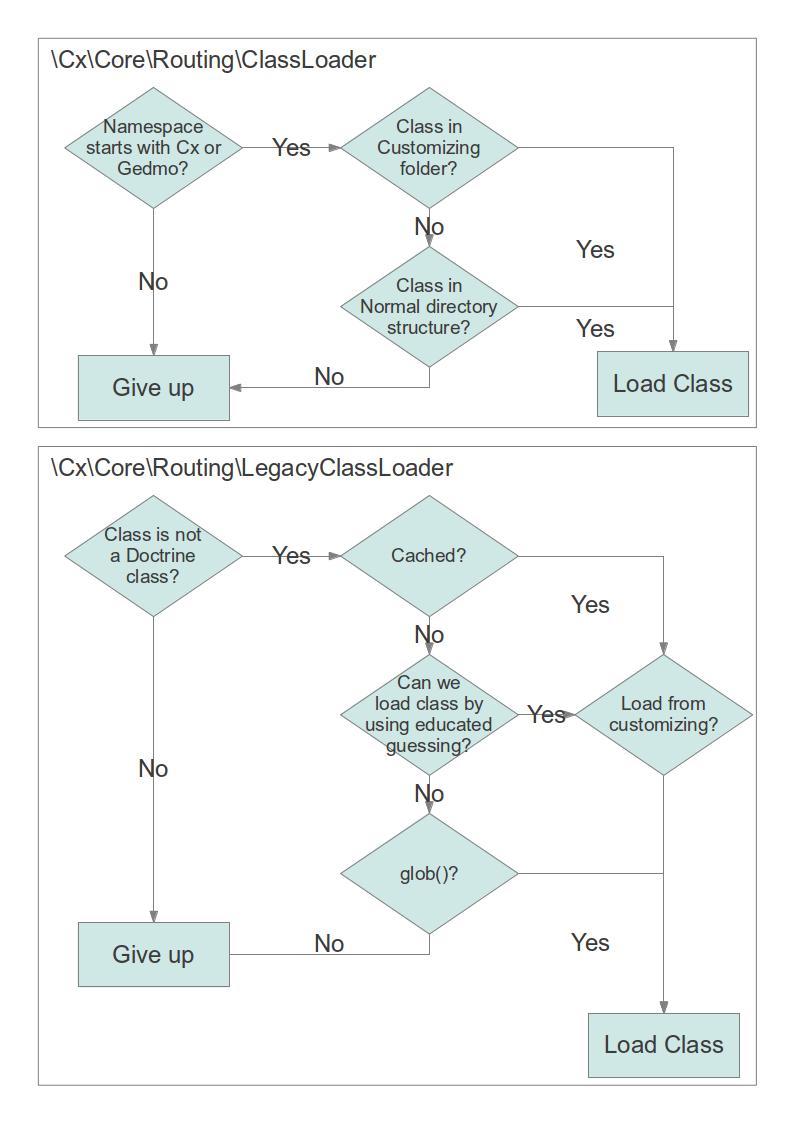 \Cx\Core\Routing\ClassLoader
Namespace
starts with Cx or
Gedmo?
Yes
Class in
Customizing
folder?
No
Yes
No
Class in
Normal directory
structure?
Yes
No
Give up
Load Class
\Cx\Core\Routing\LegacyClassLoader
Class is not
a Doctrine
class?
Yes
Cached?
Yes
No
Can we
load class by
using educated
guessing?
Yes
Load from
customizing?
No
No
glob()?
Yes
No
Give up
Load Class